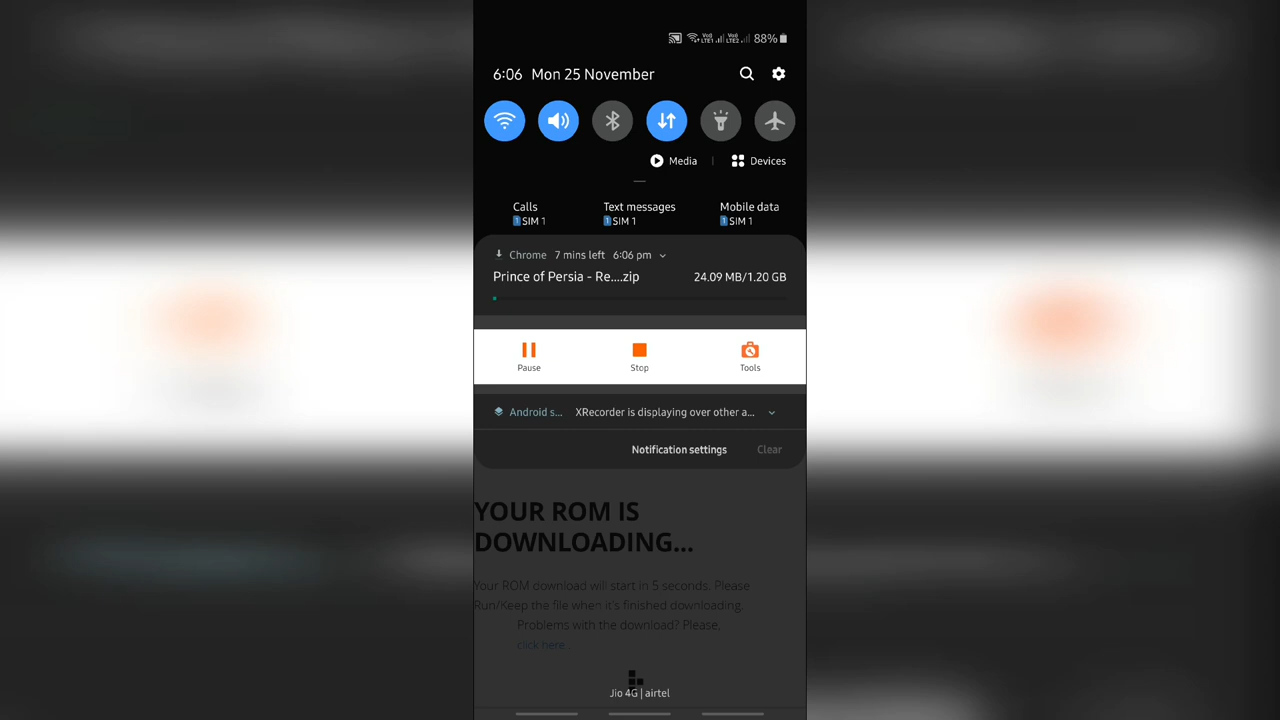 88%
6:06 Mon 25 November
Media | Devices
Calls Text messages Mobile data
1 SIM 1 1 SIM 1 1 SIM 1
Chrome 7 mins left 6:06 pm
Prince of Persia - Re....zip 24.09 MB/1.20 GB
Pause Stop Tools
Android s... XRecorder is displaying over other a...
Notification settings Clear
YOUR ROM IS
DOWNLOADING...
Your ROM download will start in 5 seconds. Please
Run/Keep the file when it's finished downloading.
Problems with the download? Please,
click here .
Jio 4G | airtel